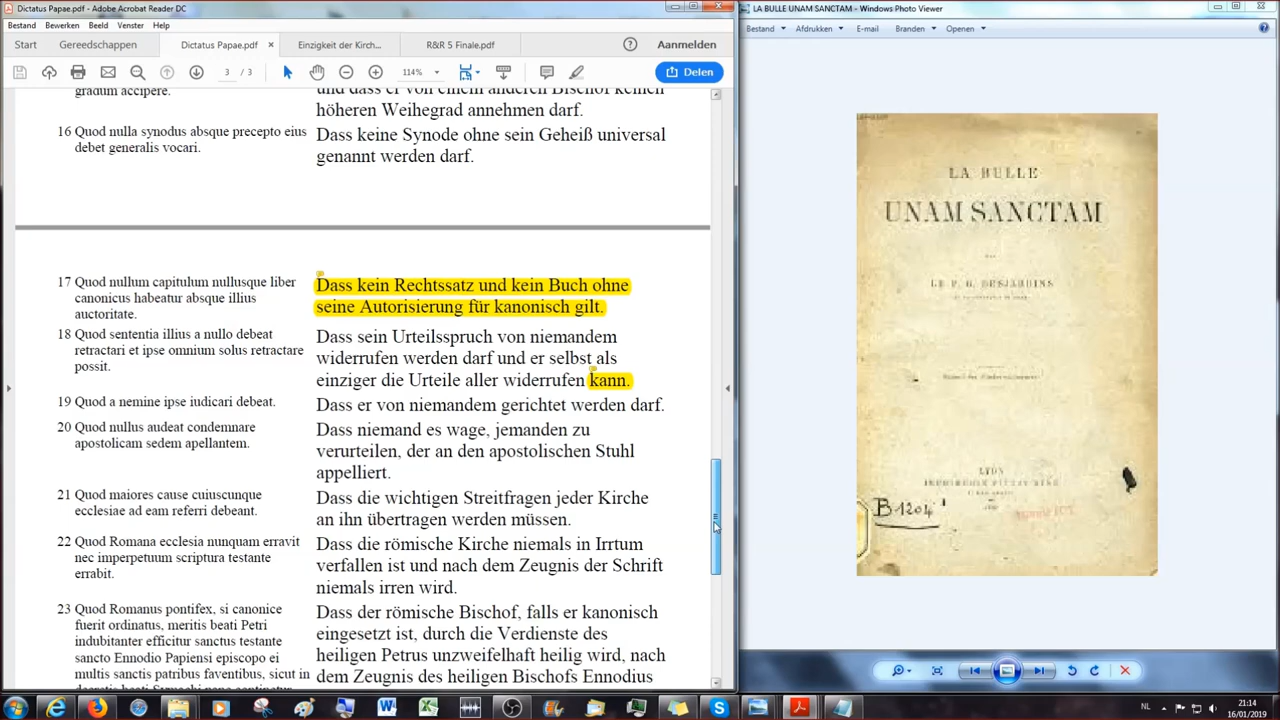 Dictatus Papae.pdf - Adobe Acrobat Reader DC
Bestand Bewerken Beeld Venster Help
Start Gereedschappen Dictatus Papae.pdf Einzigkeit der Kirch... R&R 5 Finale.pdf Aanmelden
3 / 3 114% Delen
gradum accipere.
und dass er von einem anderen Bischof keinen
höheren Weihegrad annehmen darf.
16 Quod nulla synodus absque precepto eius
debet generalis vocari.
Dass keine Synode ohne sein Geheiß universal
genannt werden darf.
17 Quod nullum capitulum nullusque liber
canonicus habeatur absque illius
auctoritate.
Dass kein Rechtssatz und kein Buch ohne
seine Autorisierung für kanonisch gilt.
18 Quod sententia illius a nullo debeat
retractari et ipse omnium solus retractare
possit.
Dass sein Urteilsspruch von niemandem
widerrufen werden darf und er selbst als
einziger die Urteile aller widerrufen kann.
19 Quod a nemine ipse iudicari debeat.
Dass er von niemandem gerichtet werden darf.
20 Quod nullus audeat condemnare
apostolicam sedem apellantem.
Dass niemand es wage, jemanden zu
verurteilen, der an den apostolischen Stuhl
appelliert.
21 Quod maiores cause cuiuscunque
ecclesiae ad eam referri debeant.
Dass die wichtigen Streitfragen jeder Kirche
an ihn übertragen werden müssen.
22 Quod Romana ecclesia nunquam erravit
nec imperpetuum scriptura testante
errabit.
Dass die römische Kirche niemals in Irrtum
verfallen ist und nach dem Zeugnis der Schrift
niemals irren wird.
23 Quod Romanus pontifex, si canonice
fuerit ordinatus, meritis beati Petri
indubitanter efficitur sanctus testante
sancto Ennodio Papiensi episcopo ei
multis sanctis patribus faventibus, sicut in
Dass der römische Bischof, falls er kanonisch
eingesetzt ist, durch die Verdienste des
heiligen Petrus unzweifelhaft heilig wird, nach
dem Zeugnis des heiligen Bischofs Ennodius
LA BULLE UNAM SANCTAM - Windows Photo Viewer
Bestand Afdrukken E-mail Branden Openen
LA BULLE
UNAM SANCTAM
PAR
LE P. G. DESJARDINS
LYON
B 1204
NL 21:14
16/01/2019